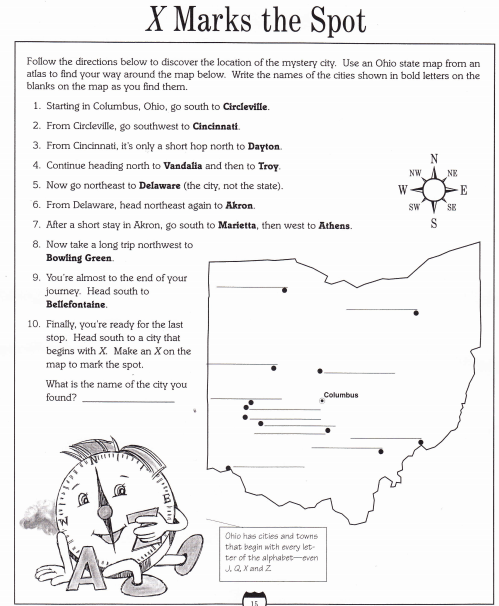 X Marks the Spot
Follow the directions below to discover the location of the mystery city. Use an Ohio state map from an
atlas to find your way around the map below. Write the names of the cities shown in bold letters on the
blanks on the map as you find them.
1. Starting in Columbus, Ohio, go south to Circleville.
2. From Circleville, go southwest to Cincinnati.
3. From Cincinnati, it's only a short hop north to Dayton.
4. Continue heading north to Vandalia and then to Troy.
5. Now go northeast to Delaware (the city, not the state).
6. From Delaware, head northeast again to Akron.
7. After a short stay in Akron, go south to Marietta, then west to Athens.
8. Now take a long trip northwest to
Bowling Green.
9. You're almost to the end of your
journey. Head south to
Bellefontaine.
10. Finally, you're ready for the last
stop. Head south to a city that
begins with X. Make an X on the
map to mark the spot.
What is the name of the city you
found?
N
NW
NE
W
E
SW
SE
S
Columbus
N
E
Z
A
Ohio has cities and towns
that begin with every let-
ter of the alphabet—even
J, Q, X and Z.
15